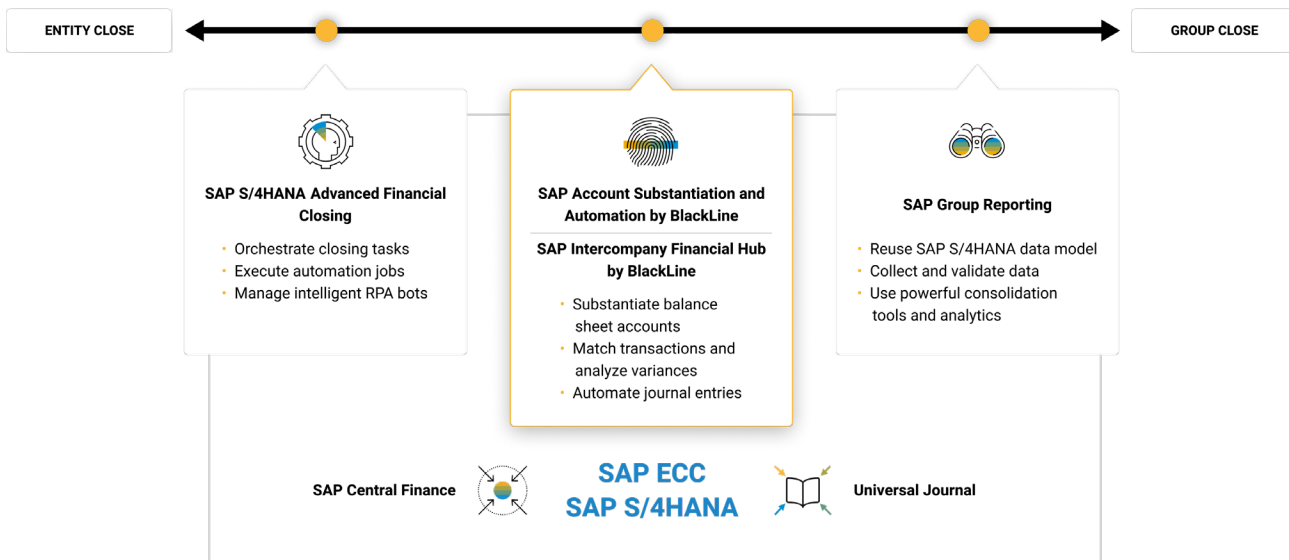 ENTITY CLOSE
GROUP CLOSE
SAP S/4HANA Advanced Financial
Closing
• Orchestrate closing tasks
• Execute automation jobs
• Manage intelligent RPA bots
SAP Account Substantiation and
Automation by BlackLine
SAP Intercompany Financial Hub
by BlackLine
• Substantiate balance
sheet accounts
• Match transactions and
analyze variances
• Automate journal entries
SAP Group Reporting
• Reuse SAP S/4HANA data model
• Collect and validate data
• Use powerful consolidation
tools and analytics
SAP Central Finance
SAP ECC
SAP S/4HANA
Universal Journal